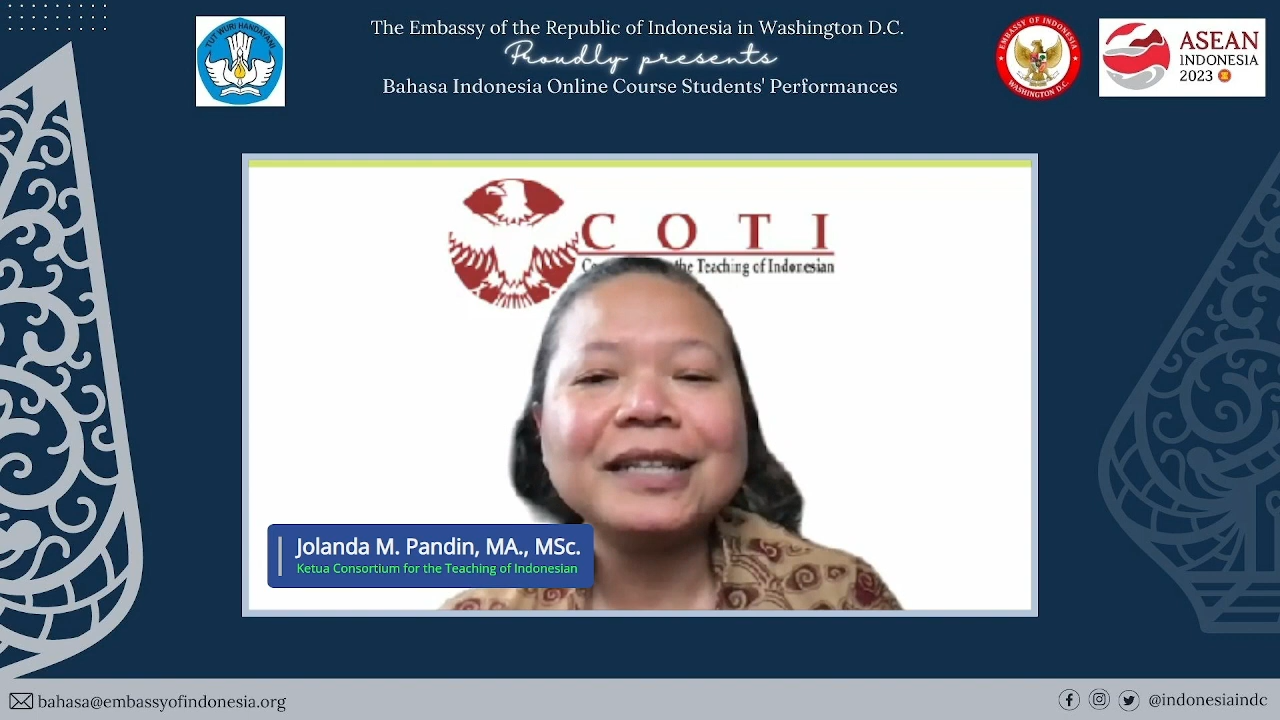 The Embassy of the Republic of Indonesia in Washington D.C.
Proudly presents
Bahasa Indonesia Online Course Students' Performances
TUT WURI HANDAYANI
EMBASSY OF INDONESIA
WASHINGTON D.C.
ASEAN
INDONESIA
2023
COTI
the Teaching of Indonesian
Jolanda M. Pandin, MA., MSc.
Ketua Consortium for the Teaching of Indonesian
bahasa@embassyofindonesia.org
@indonesiaindc